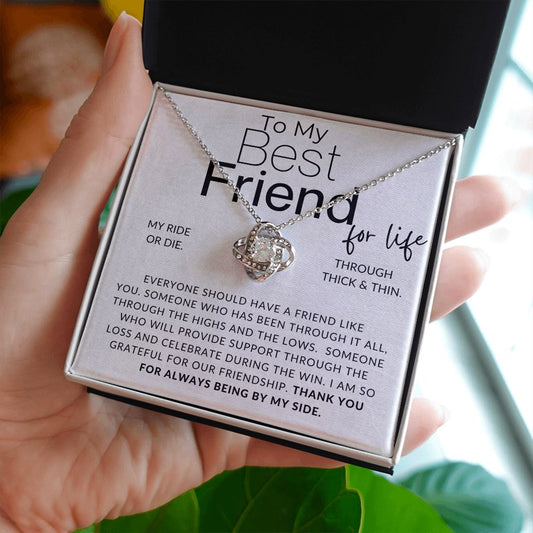 To My
Best
Friend
for life
MY RIDE
OR DIE.
THROUGH
THICK & THIN.
EVERYONE SHOULD HAVE A FRIEND LIKE
YOU. SOMEONE WHO HAS BEEN THROUGH IT ALL,
THROUGH THE HIGHS AND THE LOWS. SOMEONE
WHO WILL PROVIDE SUPPORT THROUGH THE
LOSS AND CELEBRATE DURING THE WIN. I AM SO
GRATEFUL FOR OUR FRIENDSHIP. THANK YOU
FOR ALWAYS BEING BY MY SIDE.